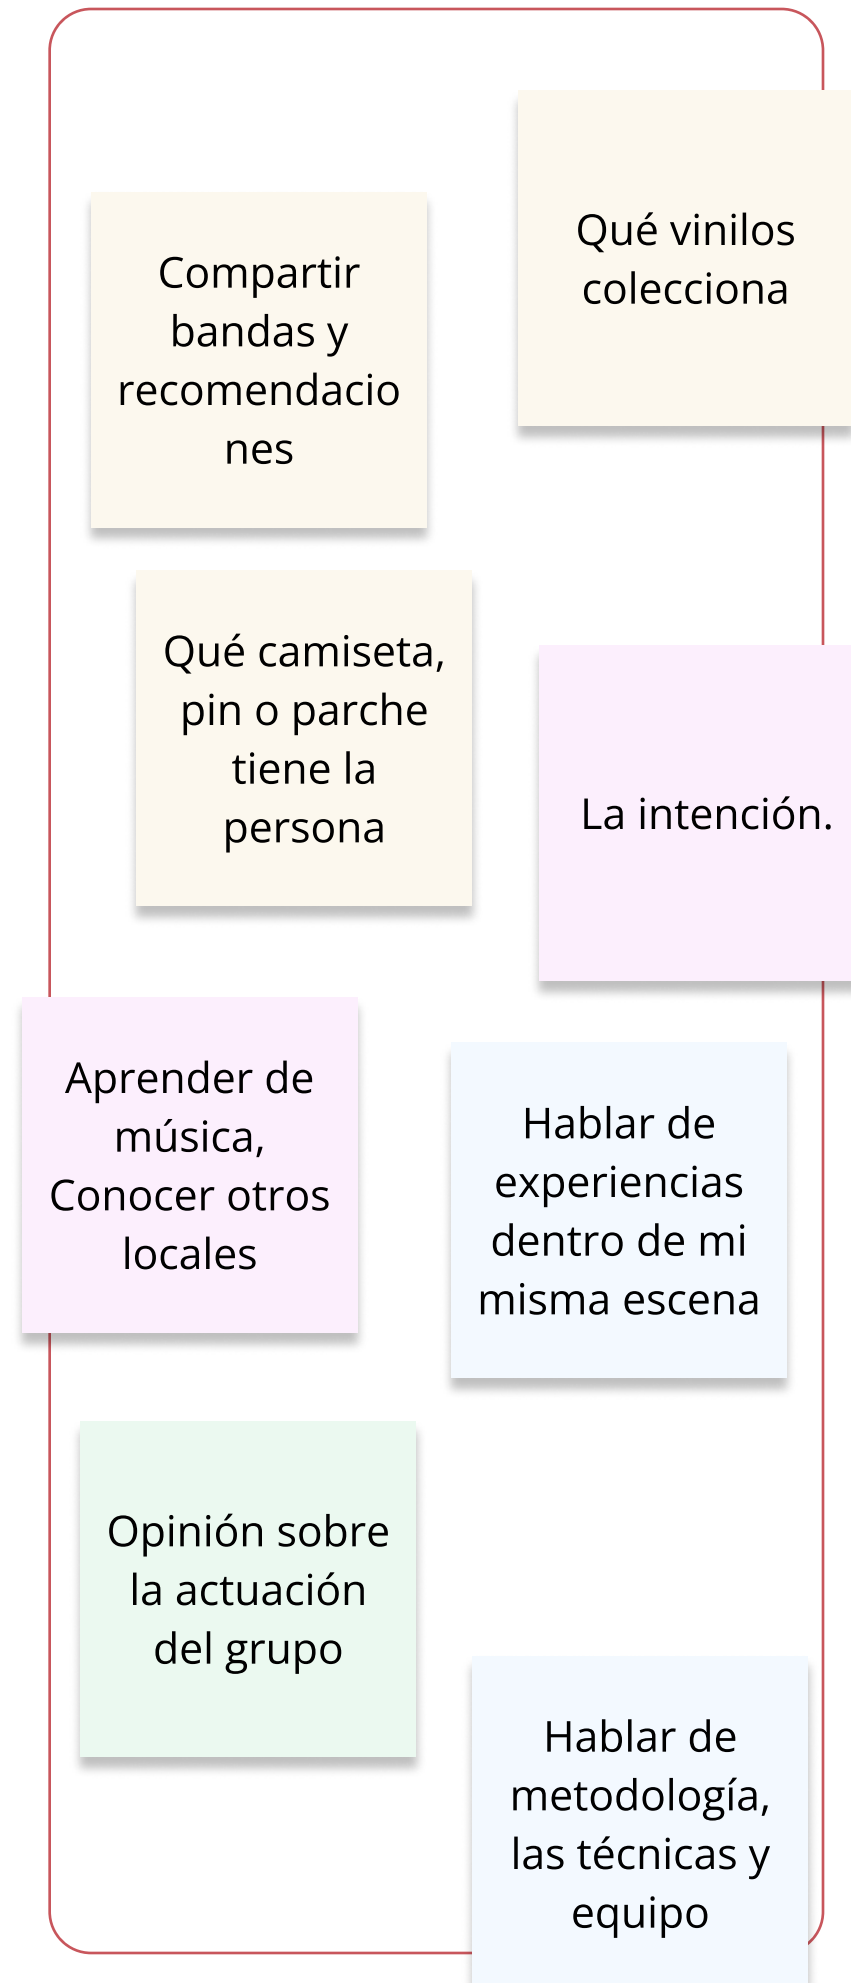 Qué vinilos
colecciona
Compartir
bandas y
recomendacio
nes
Qué camiseta,
pin o parche
tiene la
persona
La intención.
Aprender de
música,
Conocer otros
locales
Hablar de
experiencias
dentro de mi
misma escena
Opinión sobre
la actuación
del grupo
Hablar de
metodología,
las técnicas y
equipo